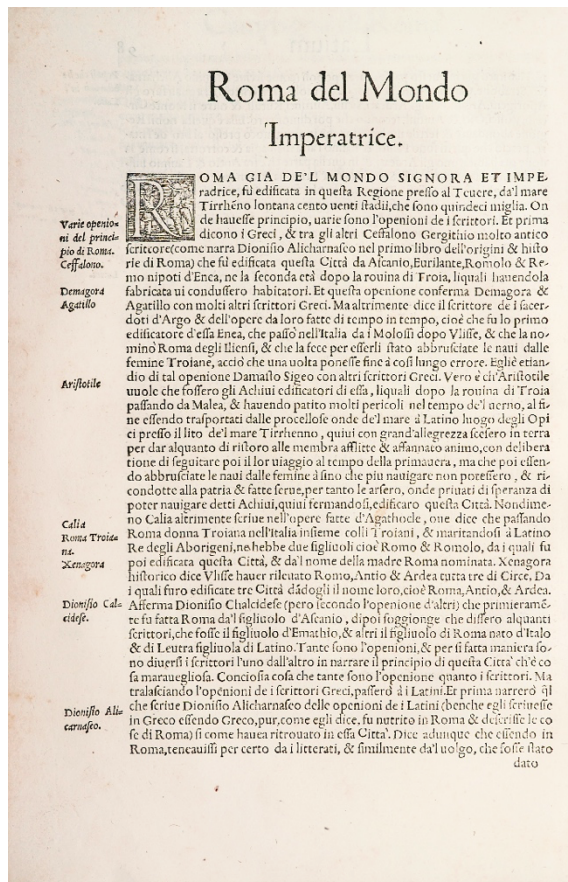 Roma del Mondo
Imperatrice.
ROMA GIA DE'L MONDO SIGNORA ET IMPE-
radrice, fù edificata in questa Regione presso al Teuere, da'l mare
Tirrhēno lontana cento uenti stadii, che sono quindeci miglia. On
de hauesse principio, uarie sono l'openioni de i scrittori. Et prima
dicono i Greci, & tra gli altri Ceffalono Gergithio molto antico
scrittore(come narra Dionisio Alicharnasco nel primo libro dell'origini & histo
rie di Roma) che fù edificata questa Città da Ascanio, Eurilante, Romolo & Re-
mo nipoti d'Enea, ne la seconda età dopo la rouina di Troia, liquali hauendola
fabricata ui condussero habitatori. Et questa openione conferma Demagora &
Agatillo con molti altri scrittori Greci. Ma altrimente dice il scrittore de i sacer-
doti d'Argo & dell'opere da loro fatte di tempo in tempo, cioè che fu lo primo
edificatore d'essa Enea, che passò nell'Italia da i Molossi dopo Vlisse, & che la no-
minò Roma degli Iliensi, & che la fece per esserli stato abbrusciate le naui dalle
femine Troiane, acciò che una uolta ponesse fine à così lungo errore. Egliè etian-
dio di tal openione Damasto Sigeo con altri scrittori Greci. Vero è ch'Aristotile
uuole che fossero gli Achiui edificatori di essa, liquali dopo la rouina di Troia
passando da Malea, & hauendo patito molti pericoli nel tempo de'l uerno, al fi-
ne essendo trasportati dalle procellose onde de'l mare à Latino luogo degli Opi
ci presso il lito de'l mare Tirrhenno, quiui con grand'allegrezza scesero in terra
per dar alquanto di ristoro alle membra afflitte & affannato animo, con delibera
tione di seguitare poi il lor uiaggio al tempo della primauera, ma che poi essen-
do abbrusciate le naui dalle femine à fino che piu nauigare non potessero, & ri-
condotte alla patria & fatte serue, per tanto le arsero, onde priuati di speranza di
poter nauigare detti Achiui, quiui fermandosi, edificaro questa Città. Nondime-
no Calia altrimente scriue nell'opere fatte d'Agathocle, oue dice che passando
Roma donna Troiana nell'Italia insieme colli Troiani, & maritandosi à Latino
Re degli Aborigeni, ne hebbe due figliuoli cioè Romo & Romolo, da i quali fu
poi edificata questa Città, & da'l nome della madre Roma nominata. Xenagora
historico dice Vlisse hauer rileuato Romo, Antio & Ardea tutta tre di Circe, Da
i quali furo edificate tre Città dādogli il nome loro, cioè Roma, Antio, & Ardea.
Afferma Dionisio Chalcidese (pero secondo l'openione d'altri) che primieramē-
te fu fatta Roma da'l figliuolo d'Ascanio, dipoi soggionge che differo alquanti
scrittori, che fosse il figliuolo d'Emathio, & altri il figliuolo di Roma nato d'Italo
& di Leutra figliuola di Latino. Tante sono l'openioni, & per si fatta maniera so-
no diuersi i scrittori l'uno dall'altro in narrare il principio di questa Città ch'è co
sa marauegliosa. Conciosia cosa che tante sono l'openione quanto i scrittori. Ma
tralasciando l'openioni de i scrittori Greci, passerò à i Latini. Et prima narrerò q̄l
che scriue Dionisio Alicharnasco delle openioni de i Latini (benche egli scriuesse
in Greco essendo Greco, pur, come egli dice, fu nutrito in Roma & descrisse le co
se di Roma) si come hauea ritrouato in essa Citta'. Dice adunque che essendo in
Roma, teneauissi per certo da i litterati, & similmente da'l uolgo, che fosse stato
dato
Varie openio-
ni del princi-
pio di Roma.
Ceffalono.
Demagora
Agatillo
Aristotile
Calia
Roma Troia-
na.
Xenagora
Dionisio Cal-
cidese.
Dionisio Ali-
carnaseo.